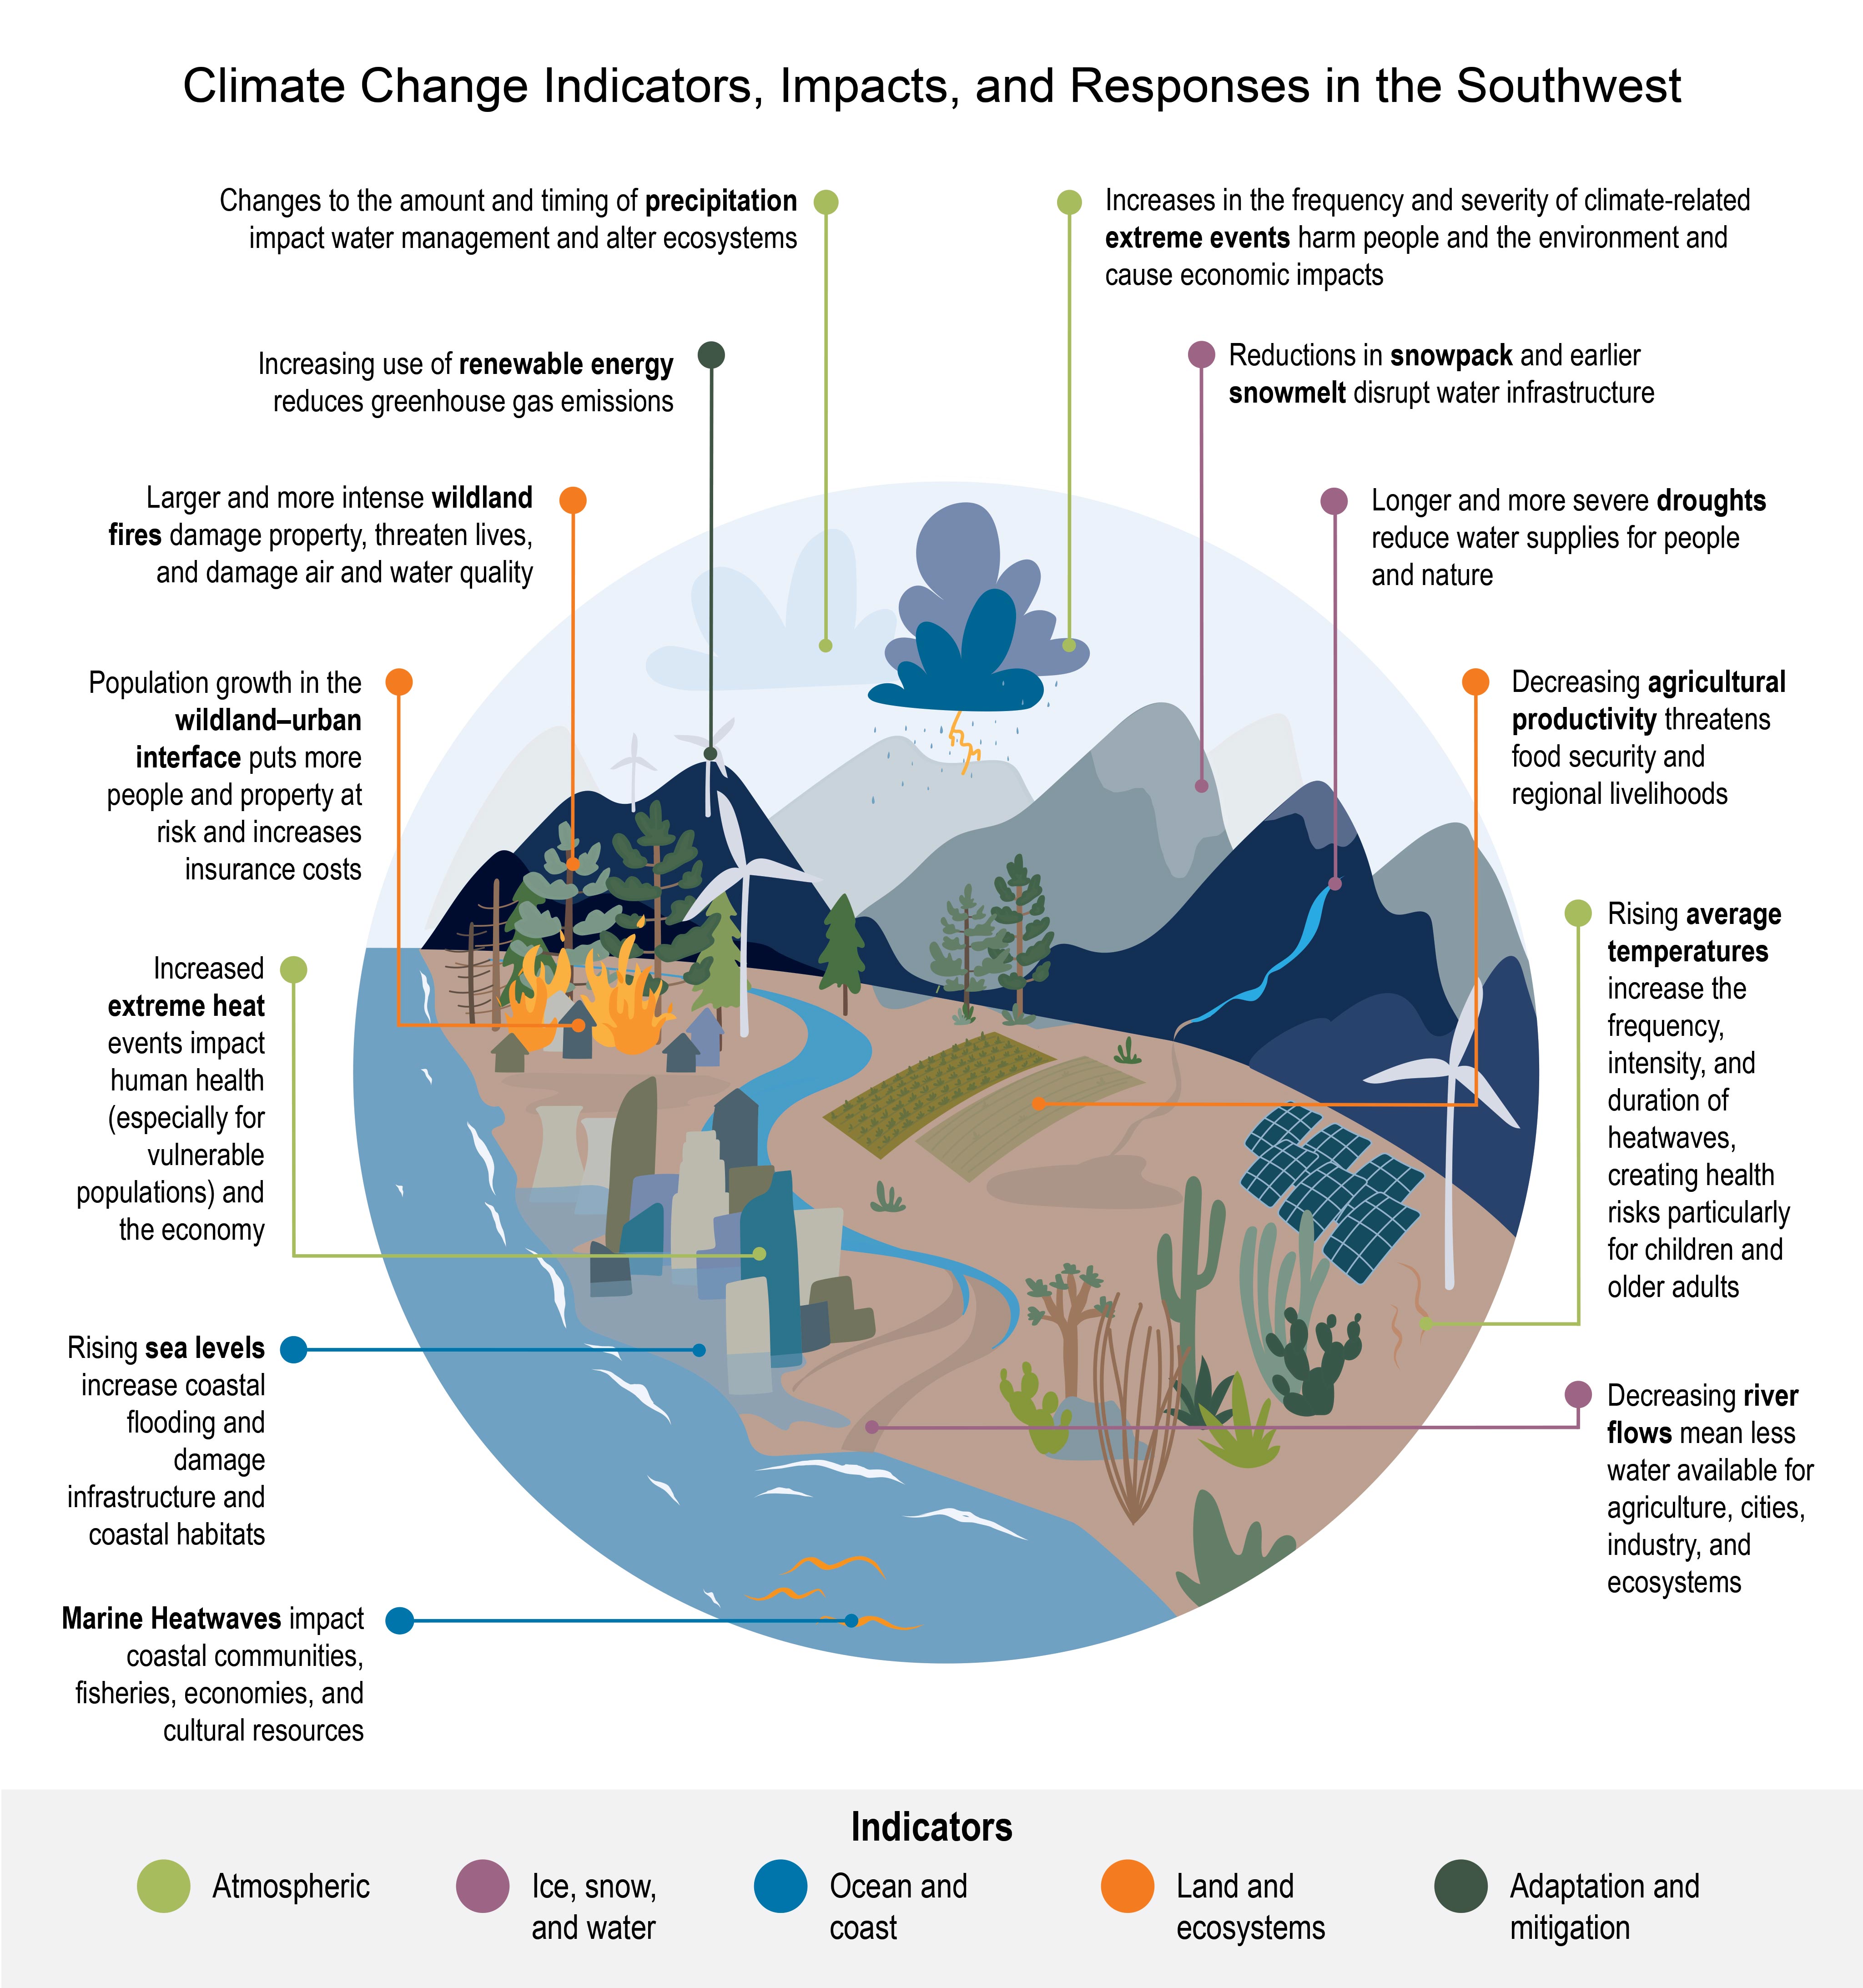 Climate Change Indicators, Impacts, and Responses in the Southwest
Changes to the amount and timing of precipitation
impact water management and alter ecosystems
Increases in the frequency and severity of climate-related
extreme events harm people and the environment and
cause economic impacts
Increasing use of renewable energy
reduces greenhouse gas emissions
Reductions in snowpack and earlier
snowmelt disrupt water infrastructure
Larger and more intense wildland
fires damage property, threaten lives,
and damage air and water quality
Longer and more severe droughts
reduce water supplies for people
and nature
Population growth in the
wildland–urban
interface puts more
people and property at
risk and increases
insurance costs
Decreasing agricultural
productivity threatens
food security and
regional livelihoods
Increased
extreme heat
events impact
human health
(especially for
vulnerable
populations) and
the economy
Rising average
temperatures
increase the
frequency,
intensity, and
duration of
heatwaves,
creating health
risks particularly
for children and
older adults
Rising sea levels
increase coastal
flooding and
damage
infrastructure and
coastal habitats
Decreasing river
flows mean less
water available for
agriculture, cities,
industry, and
ecosystems
Marine Heatwaves impact
coastal communities,
fisheries, economies, and
cultural resources
Indicators
Atmospheric
Ice, snow,
and water
Ocean and
coast
Land and
ecosystems
Adaptation and
mitigation